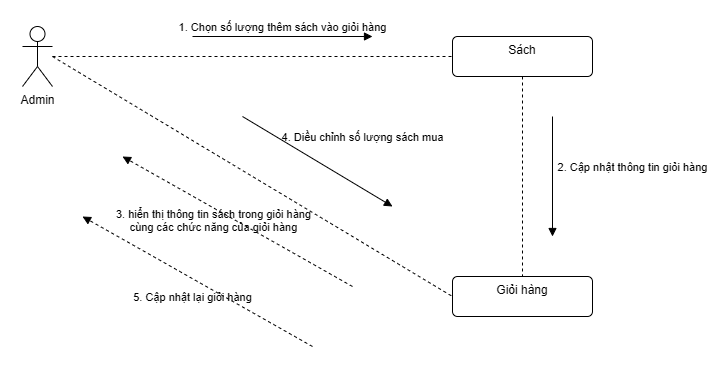 1. Chọn số lượng thêm sách vào giỏi hàng
Sách
Admin
4. Diều chỉnh số lượng sách mua
2. Cập nhật thông tin giỏi hàng
3. hiển thị thông tin sách trong giỏi hàng
cùng các chức năng của giỏi hàng
Giỏi hảng
5. Cập nhật lại giỏi hàng